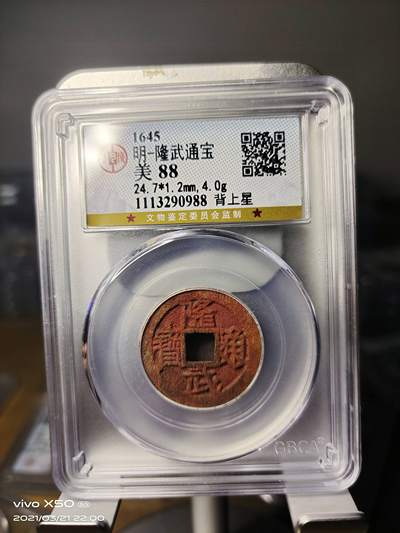 1645
明-隆武通宝
美 88
24.7*1.2mm,4.0g
1113290988 背上星
★ 文物鉴定委员会监制 ★
隆
寶 通
武
GBCA
vivo X50 5G
2021/03/21 22:00